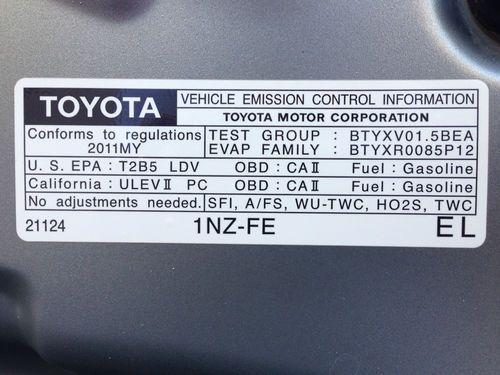 TOYOTA
VEHICLE EMISSION CONTROL INFORMATION
TOYOTA MOTOR CORPORATION
Conforms to regulations
2011MY
TEST GROUP : BTYXV01.5BEA
EVAP FAMILY : BTYXR0085P12
U.S. EPA : T2B5 LDV OBD : CAⅡ Fuel : Gasoline
California : ULEVⅡ PC OBD : CAⅡ Fuel : Gasoline
No adjustments needed. SFI, A/FS, WU-TWC, HO2S, TWC
21124 1NZ-FE EL